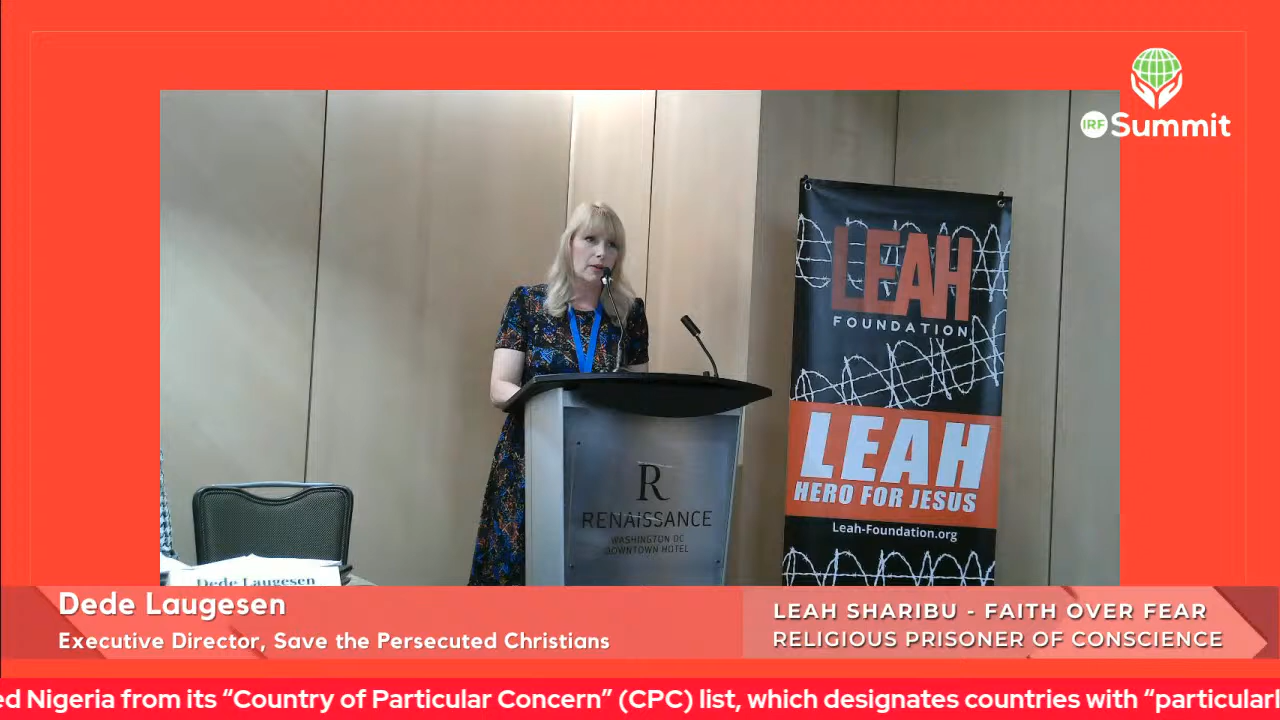 IRF Summit
LEAH
FOUNDATION
LEAH
HERO FOR JESUS
Leah-Foundation.org
R
RENAISSANCE
WASHINGTON DC
DOWNTOWN HOTEL
Dede Laugesen
Dede Laugesen
Executive Director, Save the Persecuted Christians
LEAH SHARIBU - FAITH OVER FEAR
RELIGIOUS PRISONER OF CONSCIENCE
ed Nigeria from its “Country of Particular Concern” (CPC) list, which designates countries with “particularl